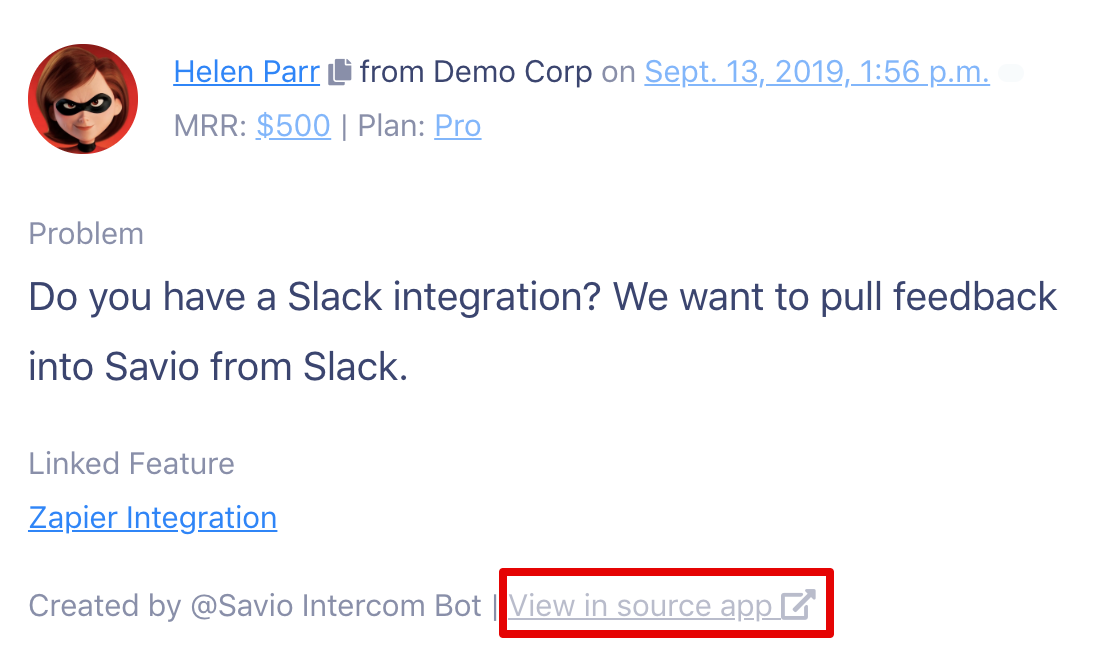 Helen Parr from Demo Corp on Sept. 13, 2019, 1:56 p.m.
MRR: $500 | Plan: Pro
Problem
Do you have a Slack integration? We want to pull feedback
into Savio from Slack.
Linked Feature
Zapier Integration
Created by @Savio Intercom Bot | View in source app